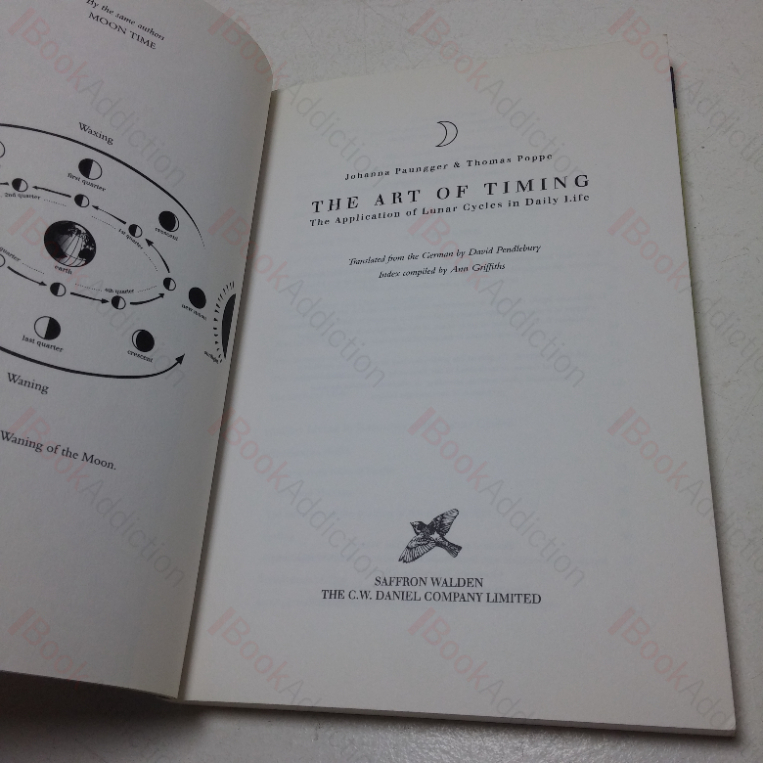 By the same authors
MOON TIME
Waxing
first quarter
crescent
earth
new moon
last quarter
crescent
Waning
Waning of the Moon.
Johanna Paungger & Thomas Poppe
THE ART OF TIMING
The Application of Lunar Cycles in Daily Life
Translated from the German by David Pendlebury
Index compiled by Ann Griffiths
SAFFRON WALDEN
THE C.W. DANIEL COMPANY LIMITED
BookAddiction